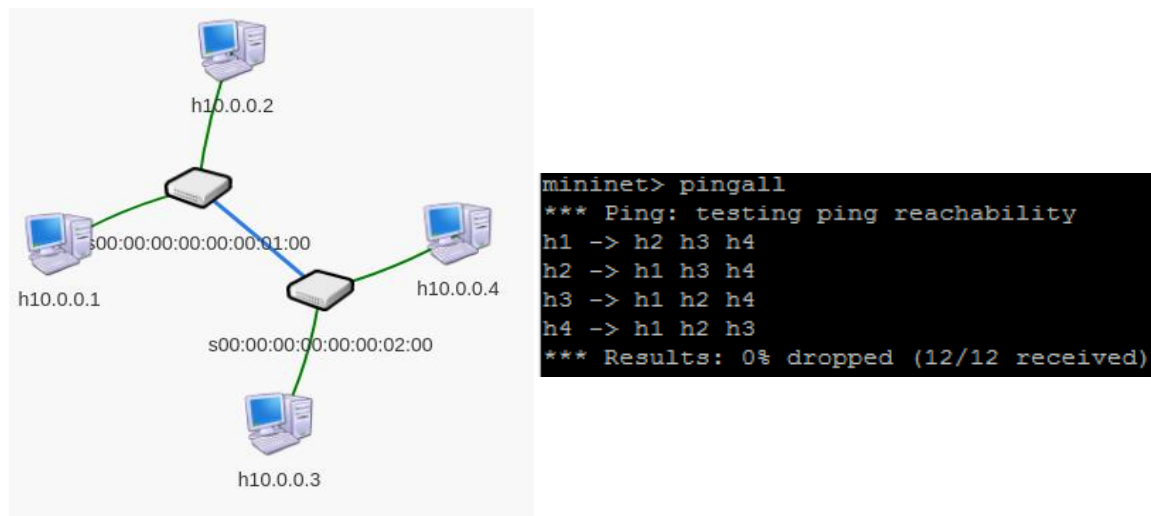 h10.0.0.2
s00:00:00:00:00:00:01:00
h10.0.0.1
h10.0.0.4
s00:00:00:00:00:00:02:00
h10.0.0.3
mininet> pingall
*** Ping: testing ping reachability
h1 -> h2 h3 h4
h2 -> h1 h3 h4
h3 -> h1 h2 h4
h4 -> h1 h2 h3
*** Results: 0% dropped (12/12 received)